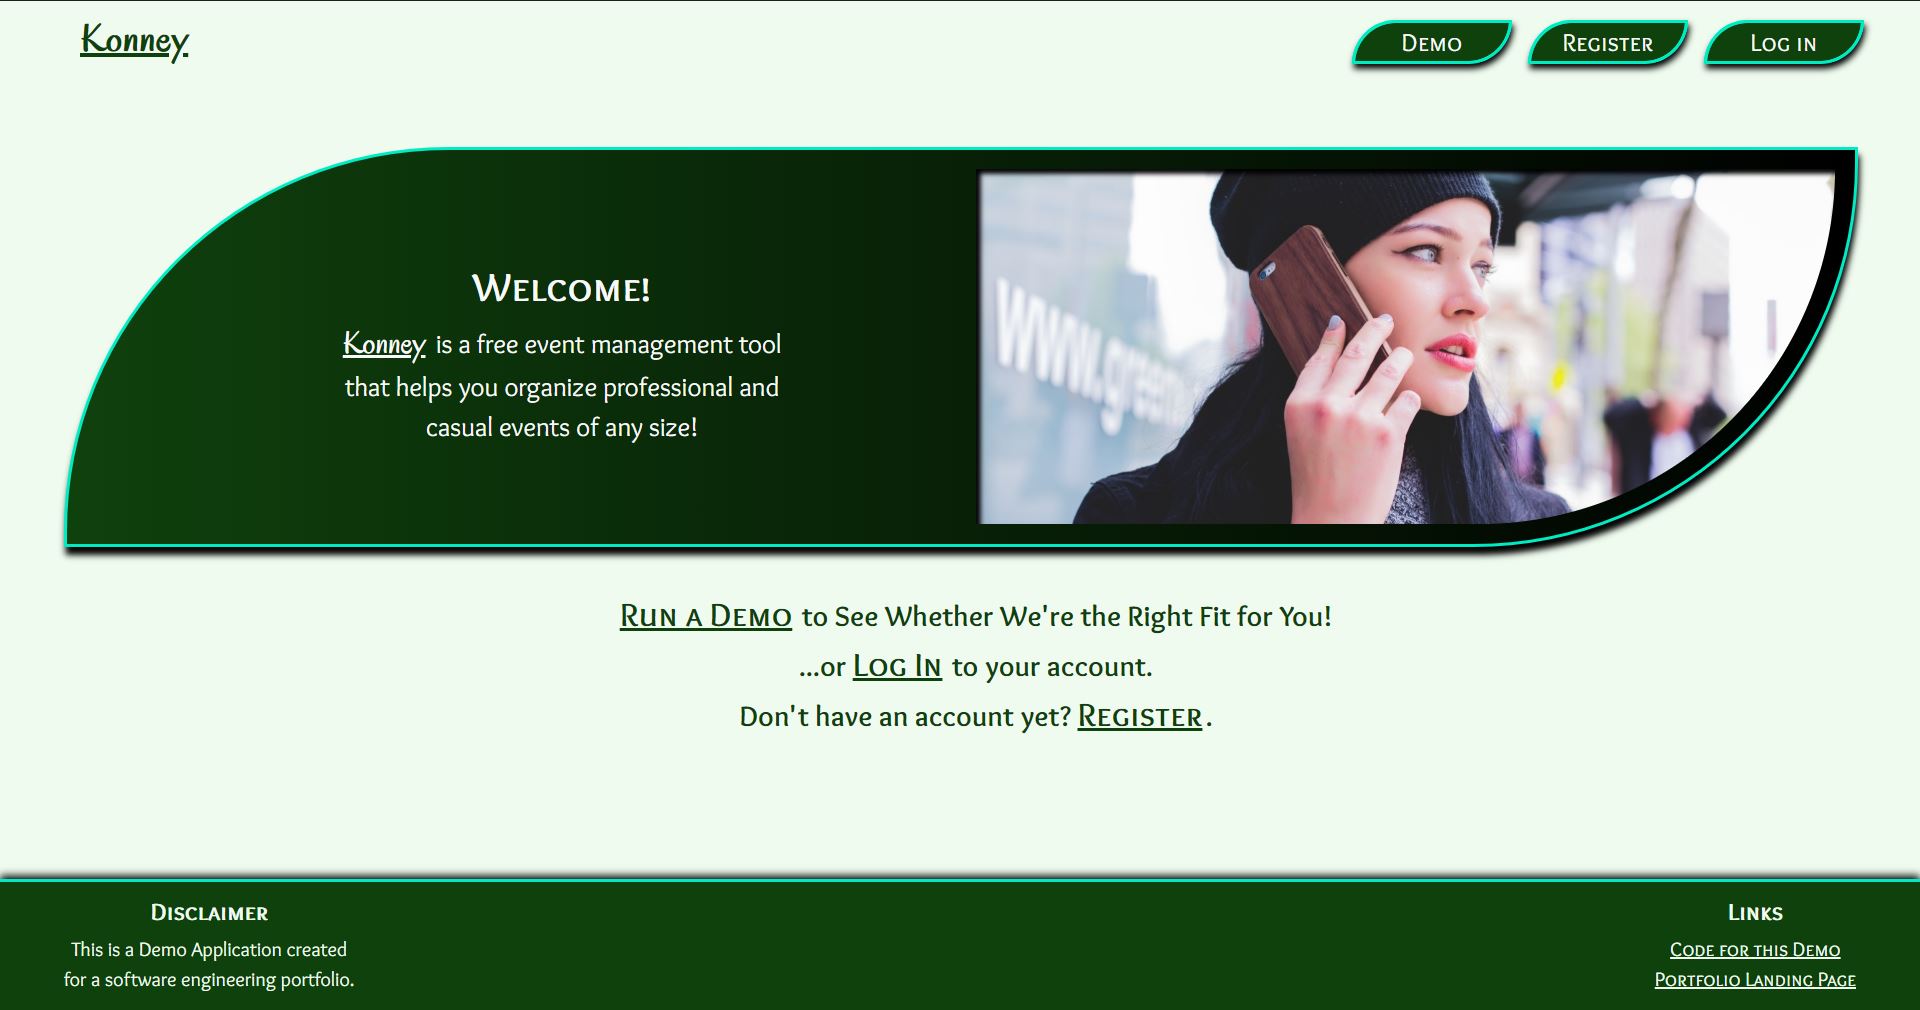 Konney
Demo
Register
Log in
Welcome!
Konney is a free event management tool
that helps you organize professional and
casual events of any size!
www.green
Run a Demo to See Whether We're the Right Fit for You!
...or Log In to your account.
Don't have an account yet? Register.
Disclaimer
This is a Demo Application created
for a software engineering portfolio.
Links
Code for this Demo
Portfolio Landing Page